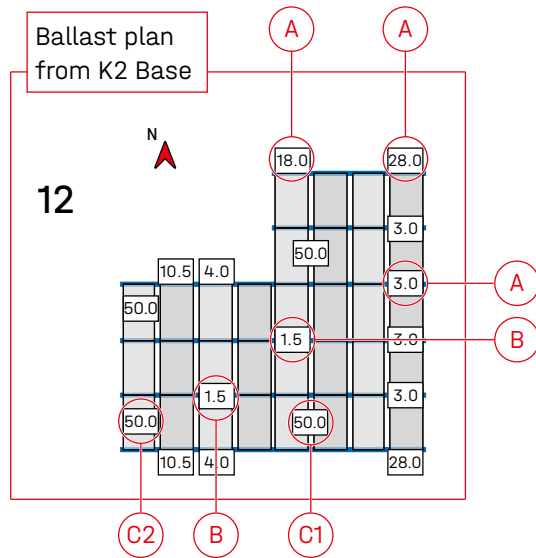 A A
Ballast plan
from K2 Base
N
12
18.0 28.0
3.0
50.0
10.5 4.0
3.0 A
50.0
1.5 3.0 B
1.5 3.0
50.0 50.0
10.5 4.0 28.0
C2 B C1